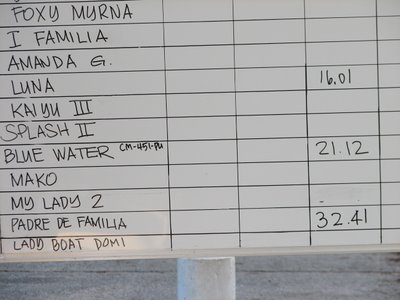 FOXY MYRNA
I FAMILIA
AMANDA G.
LUNA 16.01
KAIYU III
SPLASH II
BLUE WATER CM-451-PU 21.12
MAKO
MY LADY 2
PADRE DE FAMILIA 32.41
LADY BOAT DOMI